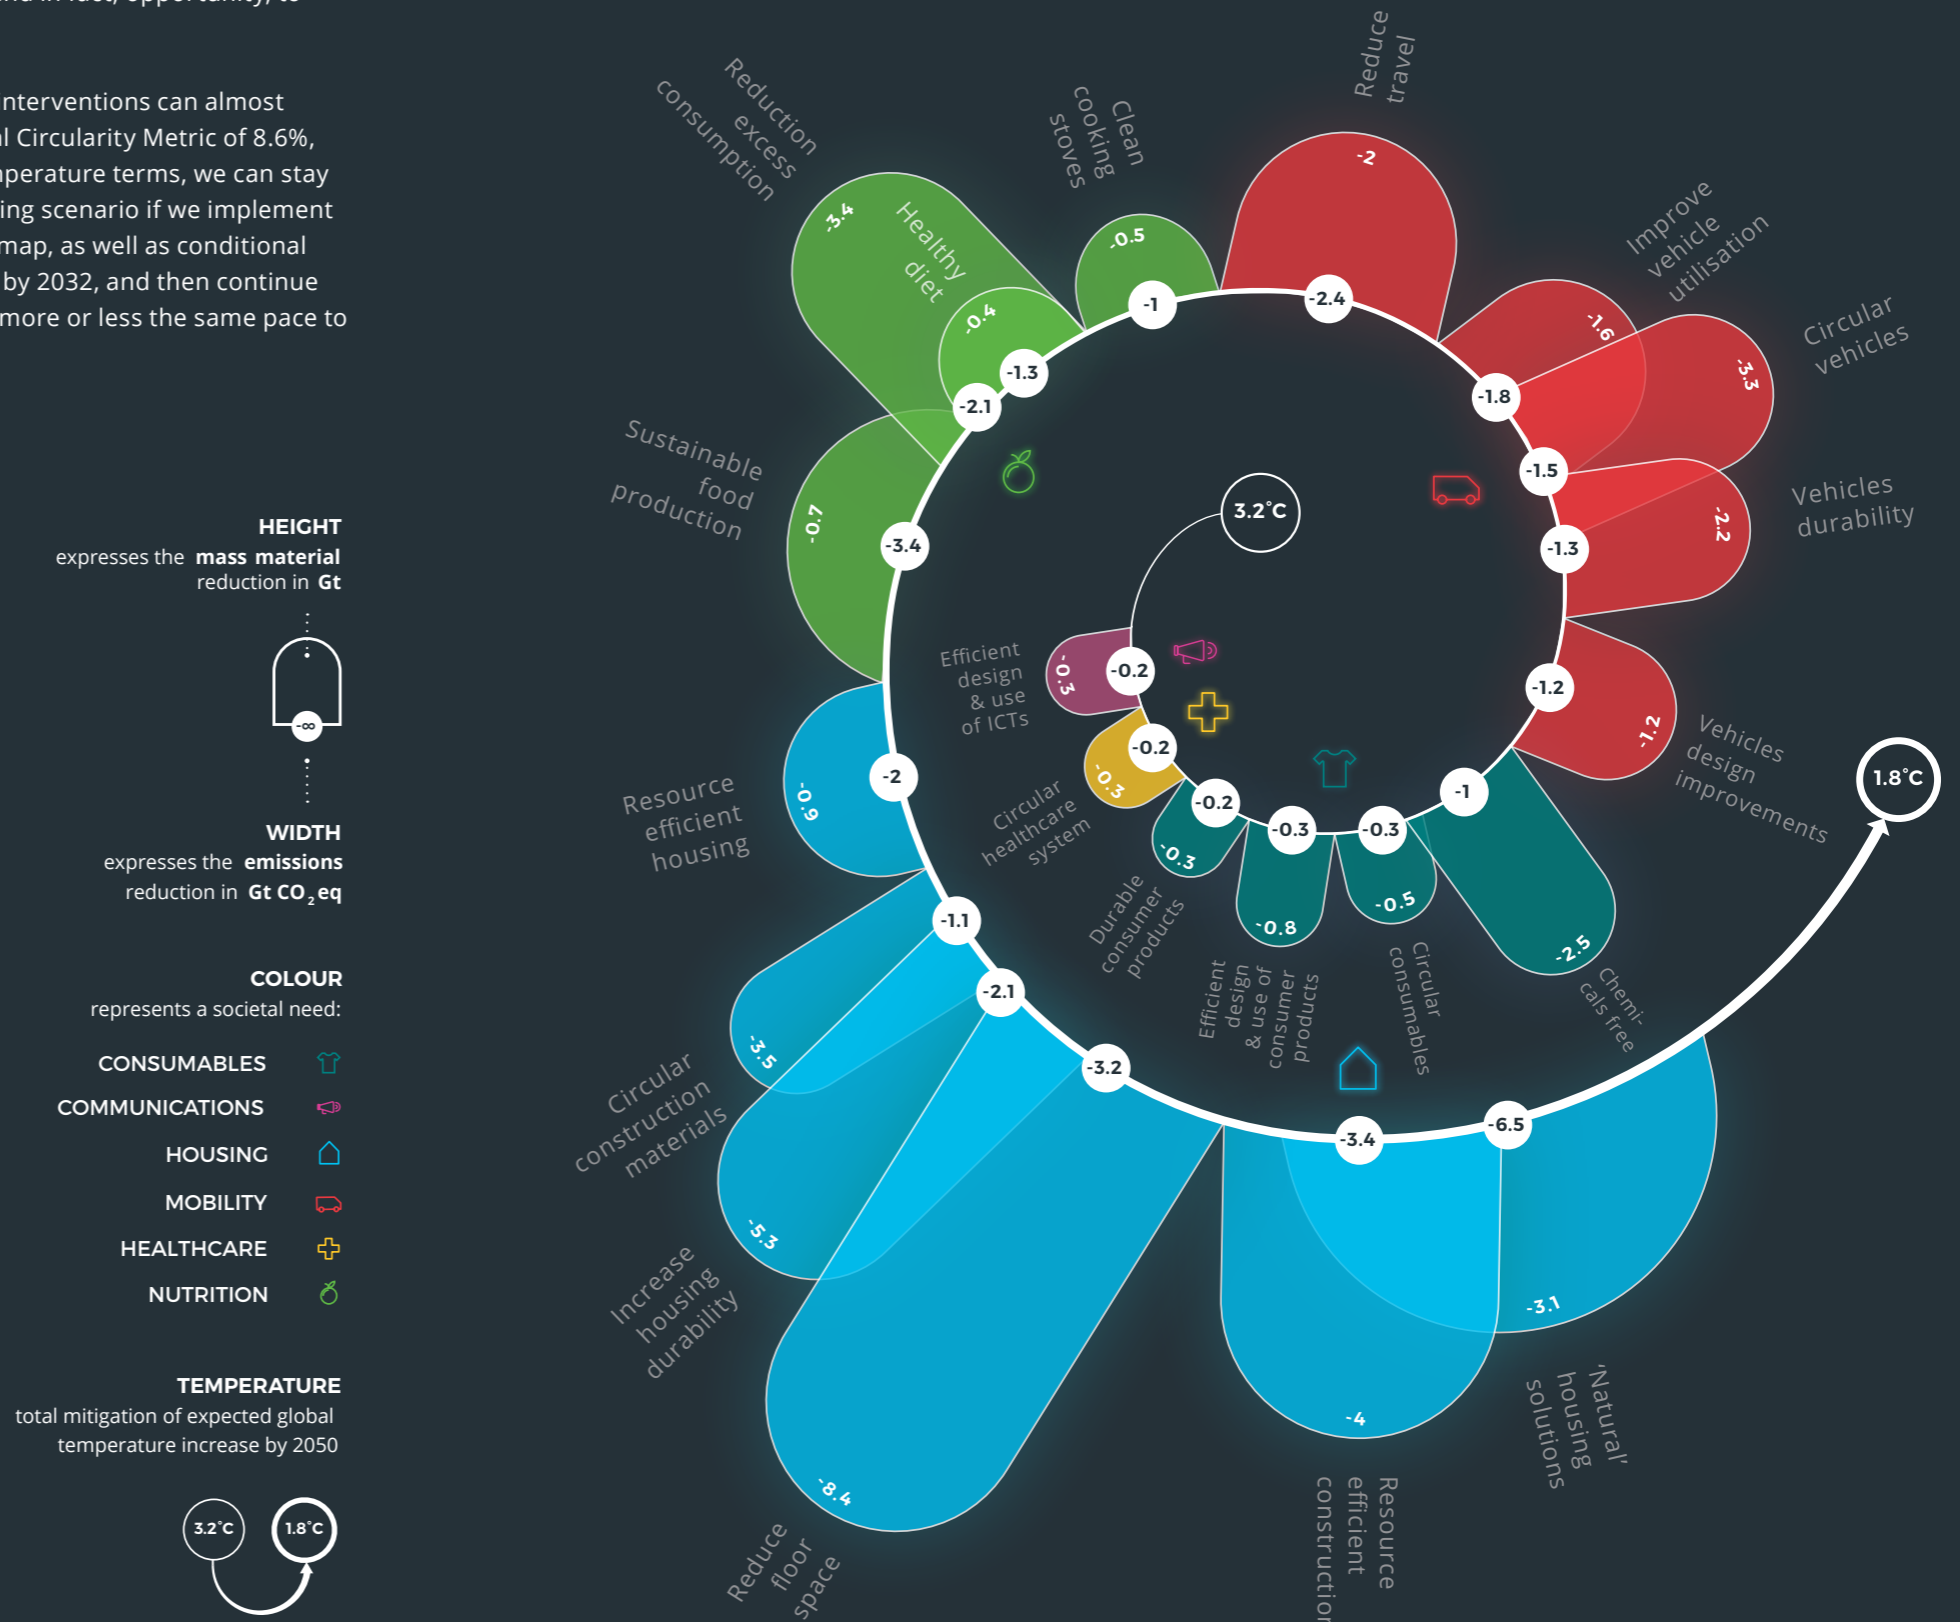 interventions can almost
Circularity Metric of 8.6%,
terms, we can stay
scenario if we implement
as well as conditional
by 2032, and then continue
more or less the same pace to
HEIGHT
expresses the mass material
reduction in Gt
-∞
WIDTH
expresses the emissions
reduction in Gt CO₂eq
COLOUR
represents a societal need:
CONSUMABLES
COMMUNICATIONS
HOUSING
MOBILITY
HEALTHCARE
NUTRITION
TEMPERATURE
total mitigation of expected global
temperature increase by 2050
3.2°C
1.8°C
3.2°C
Efficient
design
& use
of ICTs
-0.3
-0.2
Circular
healthcare
system
-0.3
-0.2
Durable
consumer
products
-0.3
-0.2
Efficient
design
& use of
consumer
products
-0.8
-0.3
Circular
consumables
-0.5
-0.3
Chemi-
cals free
-2.5
-1
Vehicles
design
improvements
-1.2
-1.2
Vehicles
durability
-2.2
-1.3
Circular
vehicles
-3.3
-1.5
Improve
vehicle
utilisation
-1.6
-1.8
Reduce
travel
-2
-2.4
Clean
cooking
stoves
-0.5
-1
Healthy
diet
-0.4
-1.3
Reduction
excess
consumption
-3.4
-2.1
Sustainable
food
production
-0.7
-3.4
Resource
efficient
housing
-0.9
-2
Circular
construction
materials
-3.5
-1.1
Increase
housing
durability
-5.3
-2.1
Reduce
floor
space
-8.4
-3.2
Resource
efficient
constructio
-4
-3.4
'Natural'
housing
solutions
-3.1
-6.5
1.8°C